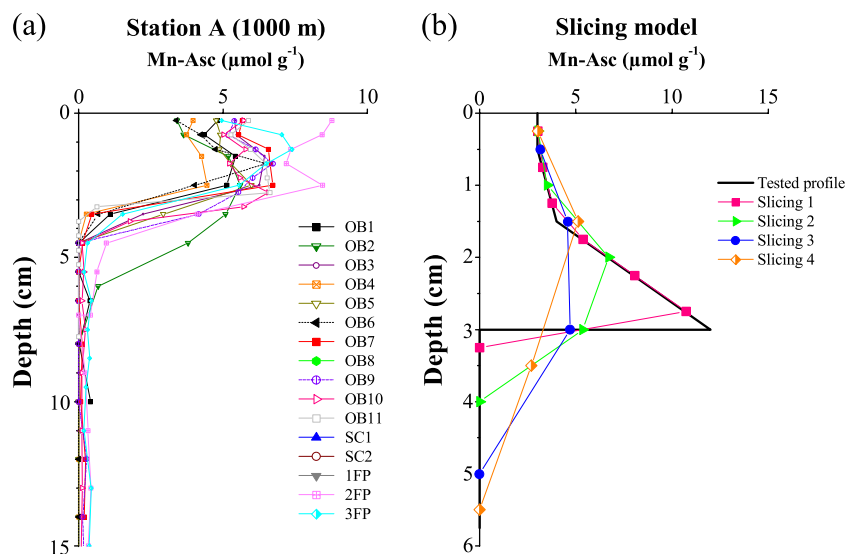 (a)
Station A (1000 m)
Mn-Asc (µmol g⁻¹)
0
5
10
0
5
10
15
Depth (cm)
OB1
OB2
OB3
OB4
OB5
OB6
OB7
OB8
OB9
OB10
OB11
SC1
SC2
1FP
2FP
3FP
(b)
Slicing model
Mn-Asc (µmol g⁻¹)
0
5
10
15
0
1
2
3
4
5
6
Depth (cm)
Tested profile
Slicing 1
Slicing 2
Slicing 3
Slicing 4